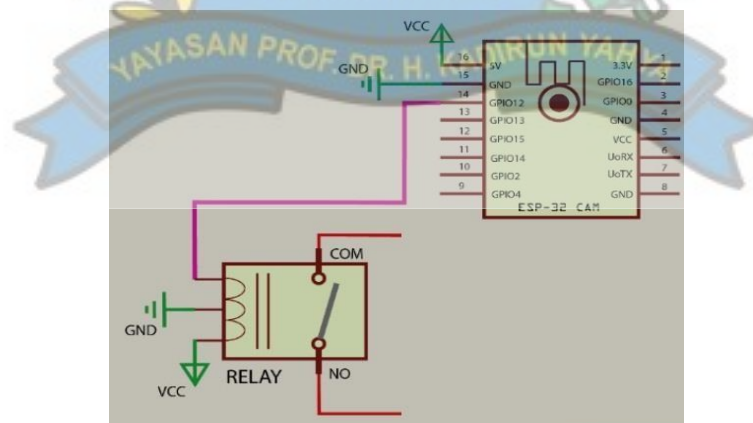 YAYASAN PROF. DR. H. KADIRUN YAHYA
VCC
GND
16 5V 3.3V 1
15 GND GPIO16 2
14 GPIO12 GPIO0 3
13 GPIO13 GND 4
12 GPIO15 VCC 5
11 GPIO14 UoRX 6
10 GPIO2 UoTX 7
9 GPIO4 GND 8
ESP-32 CAM
COM
GND
VCC
RELAY
NO